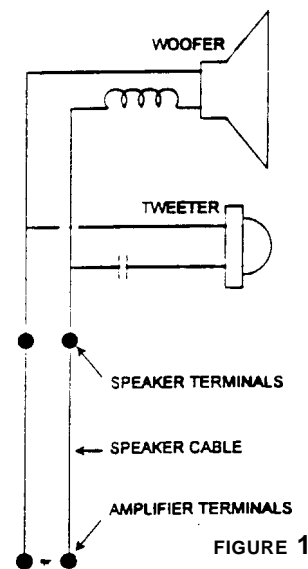 WOOFER
TWEETER
SPEAKER TERMINALS
SPEAKER CABLE
AMPLIFIER TERMINALS
FIGURE 1